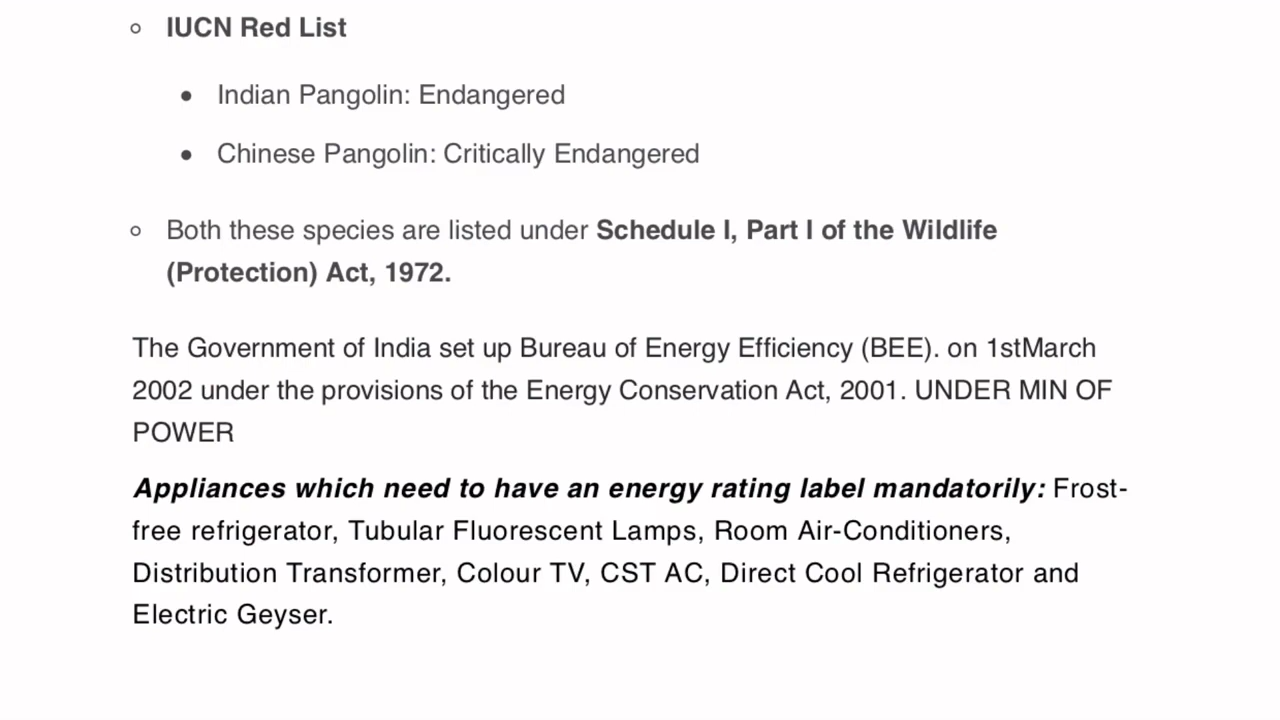 IUCN Red List
Indian Pangolin: Endangered
Chinese Pangolin: Critically Endangered
Both these species are listed under Schedule I, Part I of the Wildlife
(Protection) Act, 1972.
The Government of India set up Bureau of Energy Efficiency (BEE). on 1stMarch
2002 under the provisions of the Energy Conservation Act, 2001. UNDER MIN OF
POWER
Appliances which need to have an energy rating label mandatorily: Frost-
free refrigerator, Tubular Fluorescent Lamps, Room Air-Conditioners,
Distribution Transformer, Colour TV, CST AC, Direct Cool Refrigerator and
Electric Geyser.